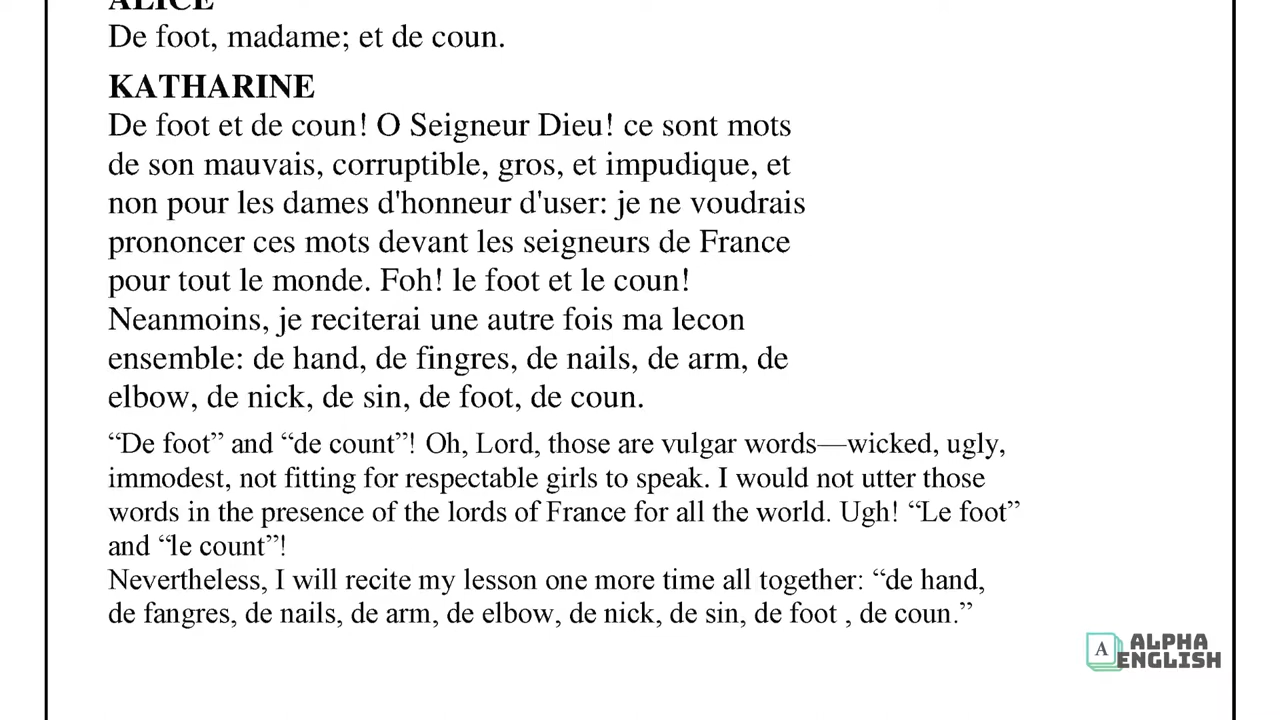 ALICE
De foot, madame; et de coun.
KATHARINE
De foot et de coun! O Seigneur Dieu! ce sont mots
de son mauvais, corruptible, gros, et impudique, et
non pour les dames d'honneur d'user: je ne voudrais
prononcer ces mots devant les seigneurs de France
pour tout le monde. Foh! le foot et le coun!
Neanmoins, je reciterai une autre fois ma lecon
ensemble: de hand, de fingres, de nails, de arm, de
elbow, de nick, de sin, de foot, de coun.
“De foot” and “de count”! Oh, Lord, those are vulgar words—wicked, ugly,
immodest, not fitting for respectable girls to speak. I would not utter those
words in the presence of the lords of France for all the world. Ugh! “Le foot”
and “le count”!
Nevertheless, I will recite my lesson one more time all together: “de hand,
de fangres, de nails, de arm, de elbow, de nick, de sin, de foot , de coun.”
A ALPHA
ENGLISH